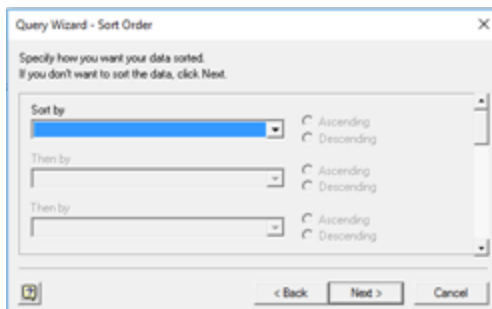 Query Wizard - Sort Order
Specify how you want your data sorted.
If you don't want to sort the data, click Next.
Sort by
Ascending
Descending
Then by
Ascending
Descending
Then by
Ascending
Descending
< Back Next > Cancel